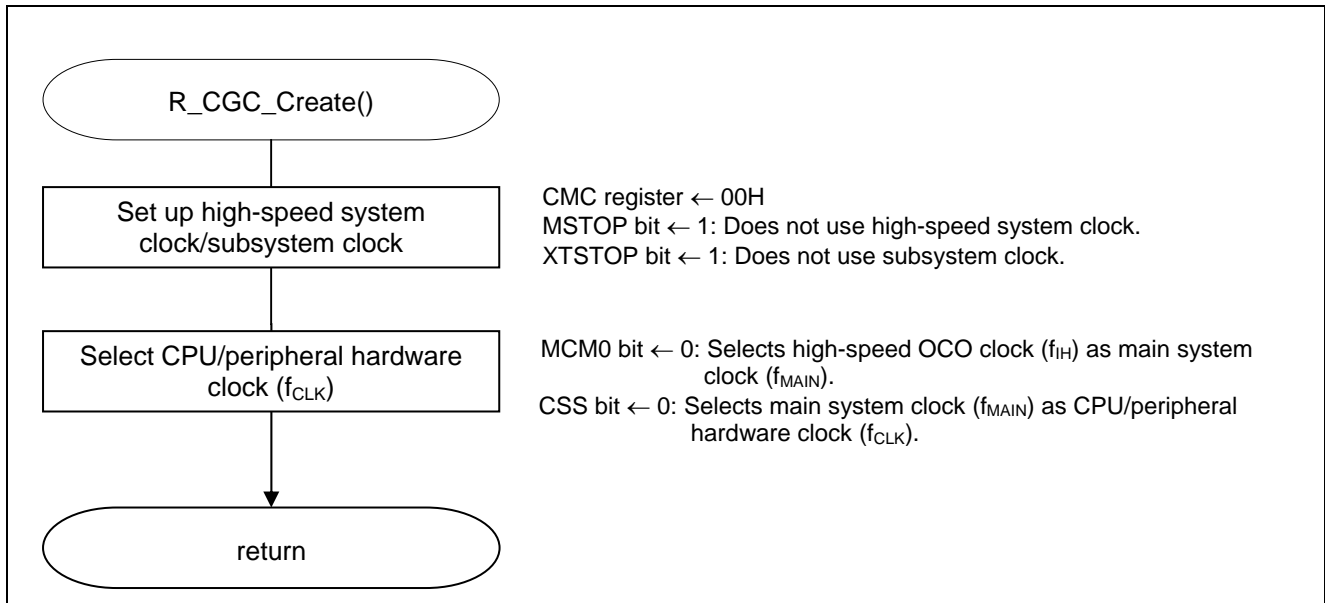 R_CGC_Create()
Set up high-speed system
clock/subsystem clock
CMC register ← 00H
MSTOP bit ← 1: Does not use high-speed system clock.
XTSTOP bit ← 1: Does not use subsystem clock.
Select CPU/peripheral hardware
clock (fCLK)
MCM0 bit ← 0: Selects high-speed OCO clock (fIH) as main system
clock (fMAIN).
CSS bit ← 0: Selects main system clock (fMAIN) as CPU/peripheral
hardware clock (fCLK).
return